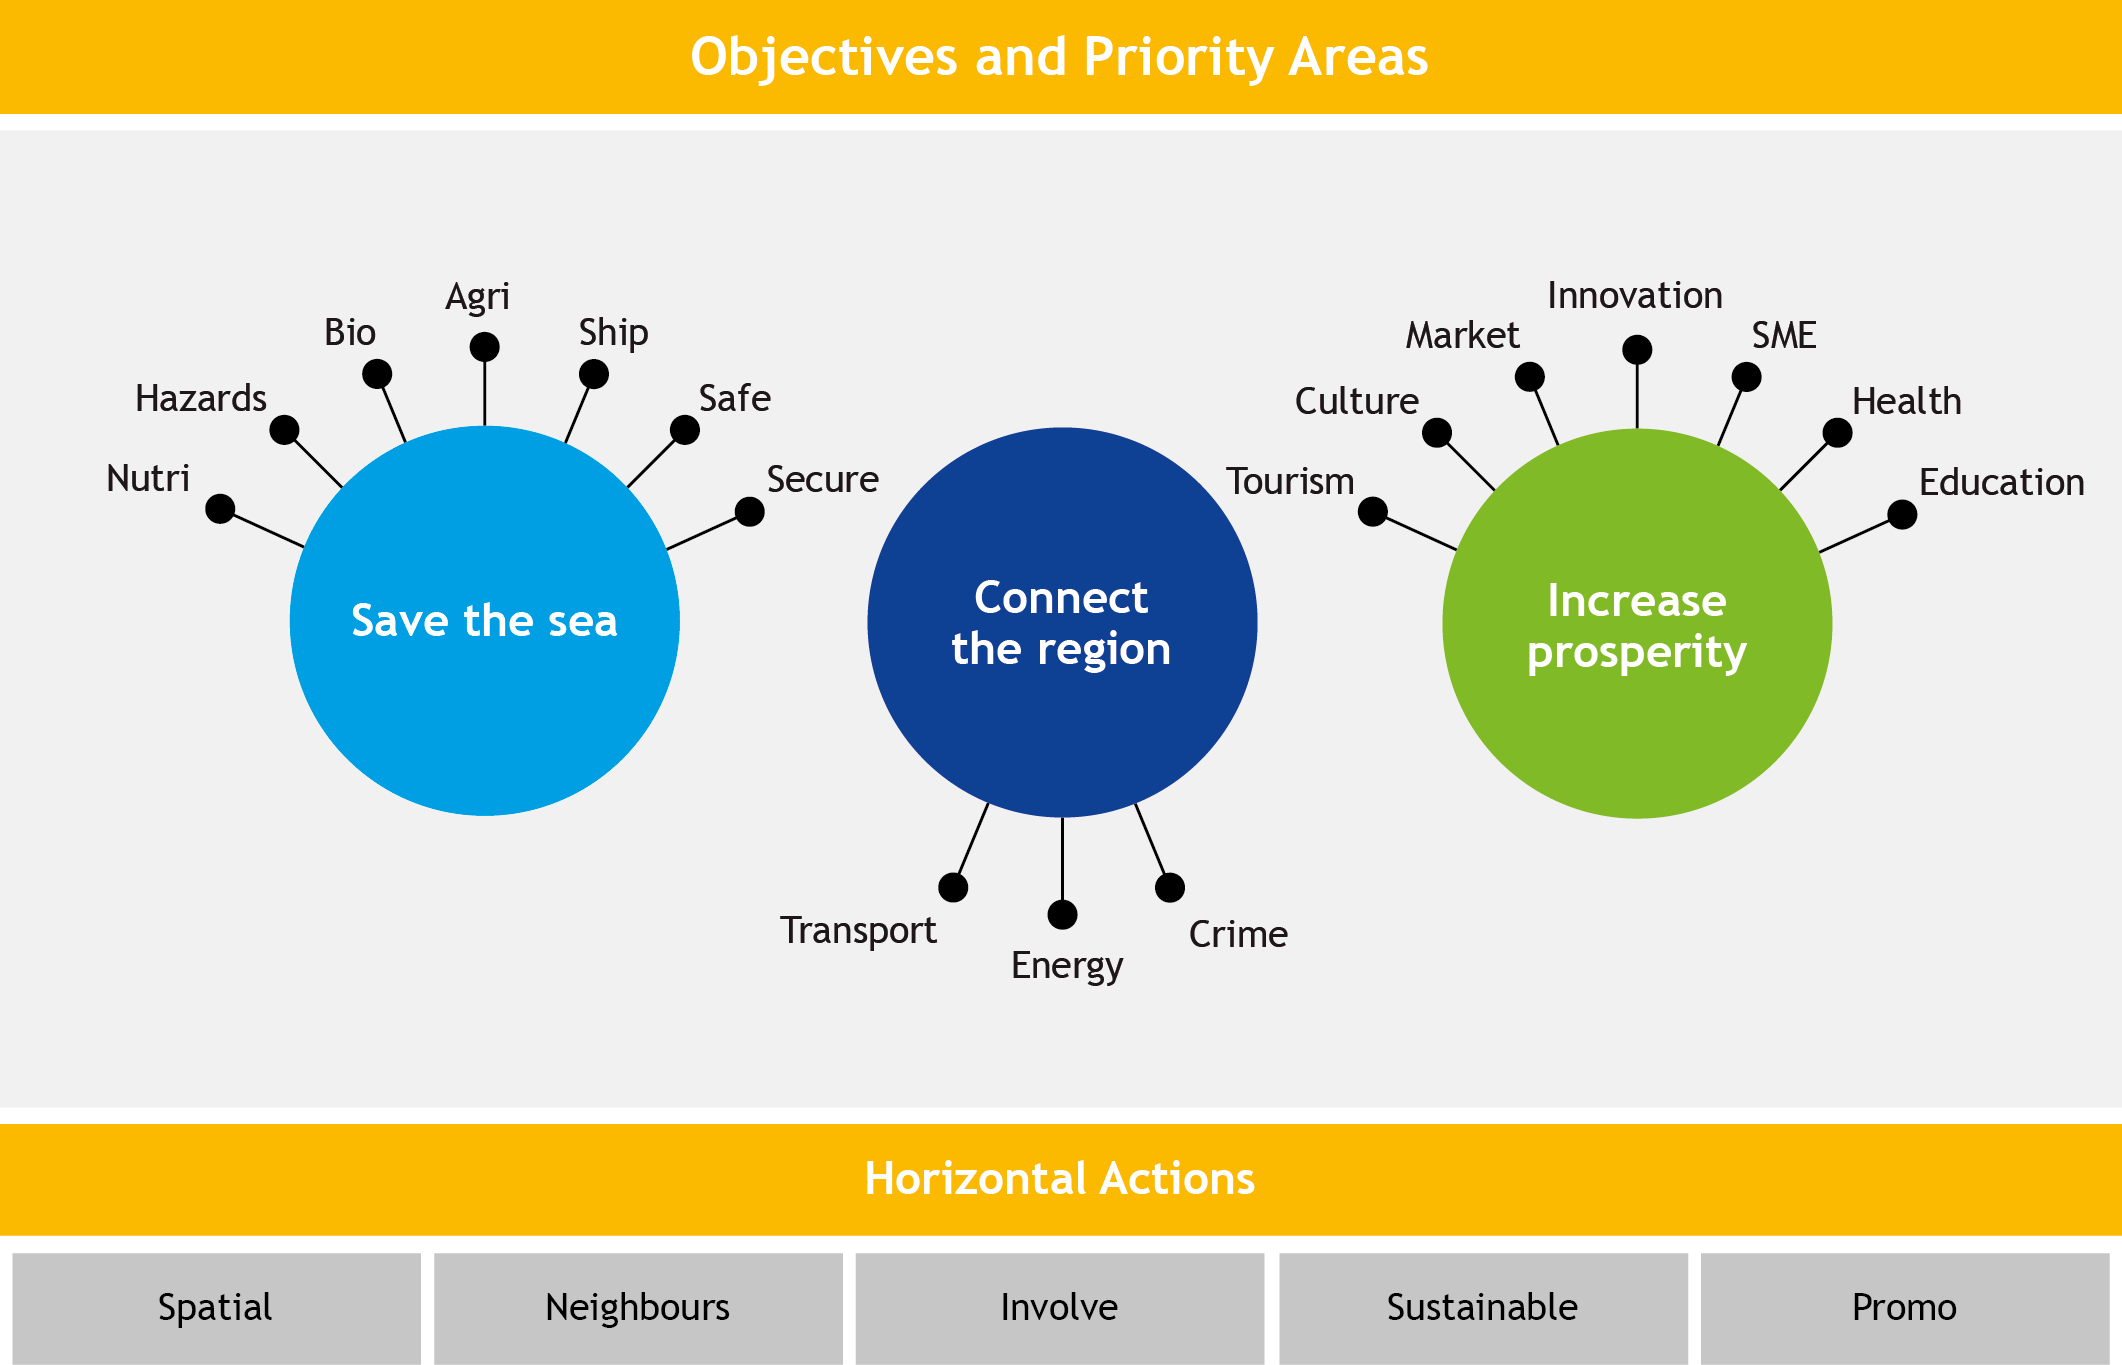 Objectives and Priority Areas
Nutri
Hazards
Bio
Agri
Ship
Safe
Secure
Save the sea
Connect
the region
Transport
Energy
Crime
Tourism
Culture
Market
Innovation
SME
Health
Education
Increase
prosperity
Horizontal Actions
Spatial
Neighbours
Involve
Sustainable
Promo